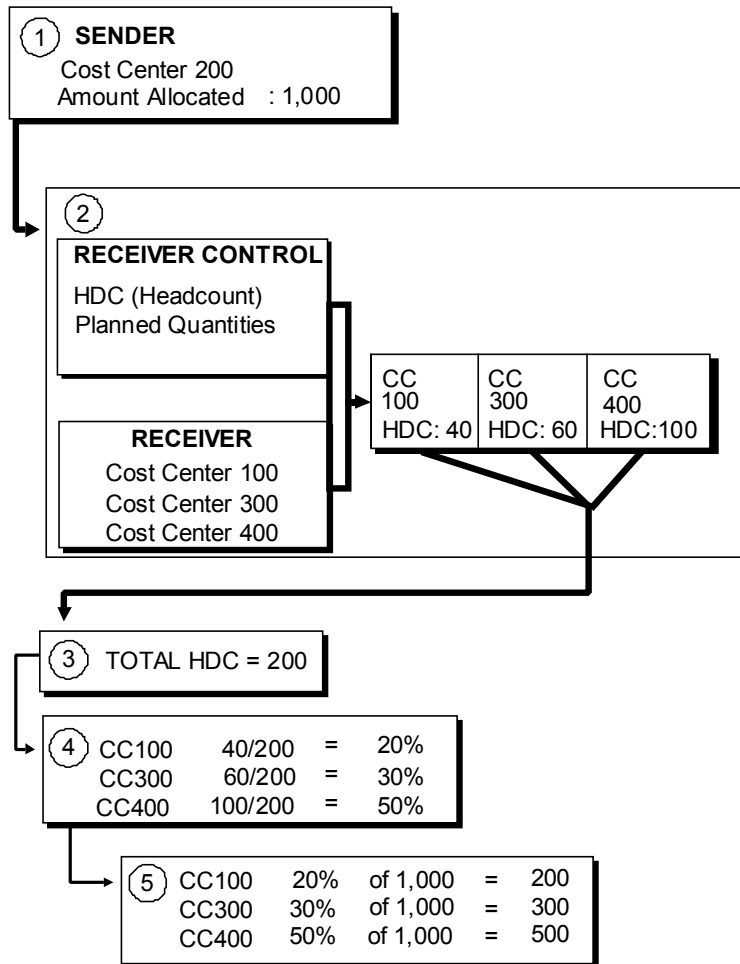 1 SENDER
Cost Center 200
Amount Allocated : 1,000
2
RECEIVER CONTROL
HDC (Headcount)
Planned Quantities
RECEIVER
Cost Center 100
Cost Center 300
Cost Center 400
CC
100
HDC: 40
CC
300
HDC: 60
CC
400
HDC:100
3 TOTAL HDC = 200
4 CC100 40/200 = 20%
CC300 60/200 = 30%
CC400 100/200 = 50%
5 CC100 20% of 1,000 = 200
CC300 30% of 1,000 = 300
CC400 50% of 1,000 = 500